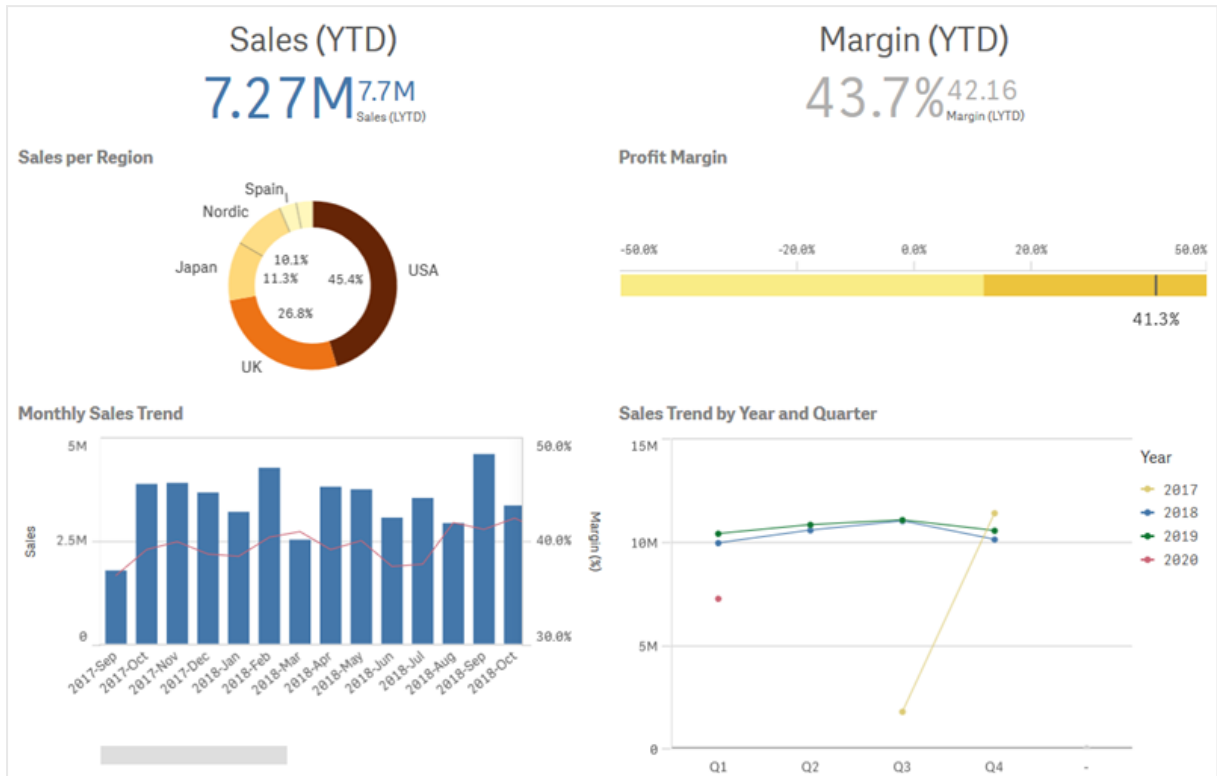 Sales (YTD)
7.27M 7.7M
Sales (LYTD)
Margin (YTD)
43.7% 42.16
Margin (LYTD)
Sales per Region
Spain
Nordic
Japan
USA
UK
10.1%
11.3%
45.4%
26.8%
Profit Margin
-50.0% -20.0% 0.0% 20.0% 50.0%
41.3%
Monthly Sales Trend
5M
2.5M
0
Sales
50.0%
40.0%
30.0%
Margin (%)
2017-Sep 2017-Oct 2017-Nov 2017-Dec 2018-Jan 2018-Feb 2018-Mar 2018-Apr 2018-May 2018-Jun 2018-Jul 2018-Aug 2018-Sep 2018-Oct
Sales Trend by Year and Quarter
15M
10M
5M
0
Q1 Q2 Q3 Q4 -
Year
2017
2018
2019
2020